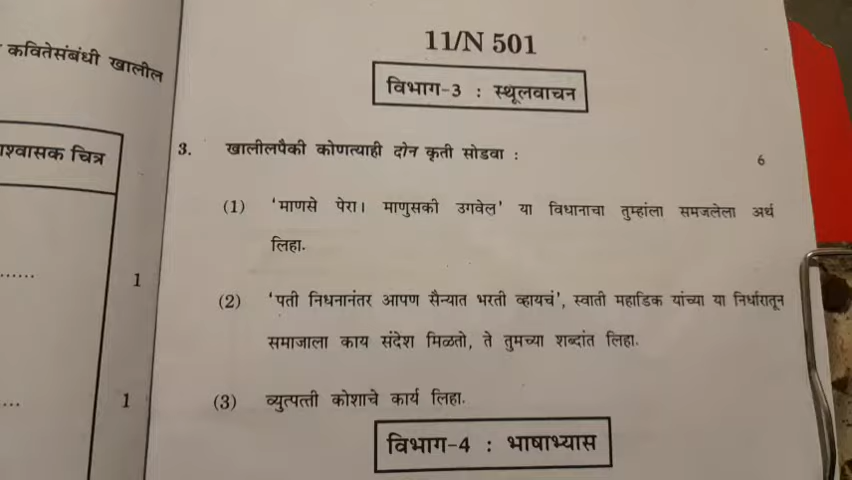 कवितेसंबंधी खालील
चित्र
1
1
11/N 501
विभाग-3 : स्थूलवाचन
3. खालीलपैकी कोणत्याही दोन कृती सोडवा : 6
(1) 'माणसे पेरा। माणुसकी उगवेल' या विधानाचा तुम्हांला समजलेला अर्थ
लिहा.
(2) 'पती निधनानंतर आपण सैन्यात भरती व्हायचं', स्वाती महाडिक यांच्या या निर्धारातून
समाजाला काय संदेश मिळतो, ते तुमच्या शब्दांत लिहा.
(3) व्युत्पत्ती कोशाचे कार्य लिहा.
विभाग-4 : भाषाभ्यास